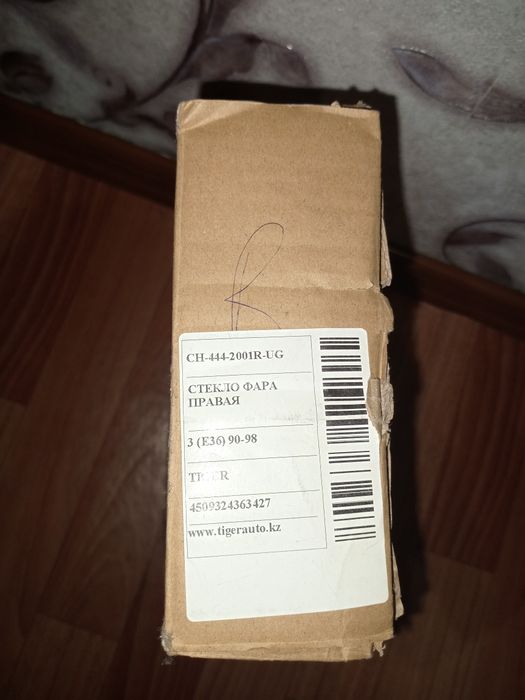 R
CH-444-2001R-UG
СТЕКЛО ФАРА
ПРАВАЯ
3 (E36) 90-98
4509324363427
www.tigerauto.kz